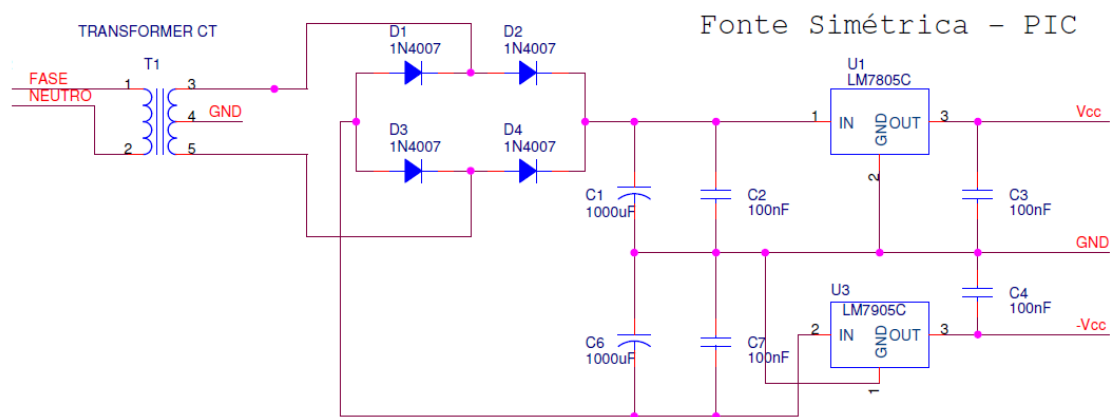 Fonte Simétrica - PIC
TRANSFORMER CT
T1
FASE
NEUTRO
1
2
3
4
5
GND
D1
1N4007
D2
1N4007
D3
1N4007
D4
1N4007
C1
1000uF
C2
100nF
U1
LM7805C
1
IN
GND
OUT
3
2
Vcc
C3
100nF
GND
C6
1000uF
C7
100nF
U3
LM7905C
2
IN
GND
OUT
3
1
C4
100nF
-Vcc